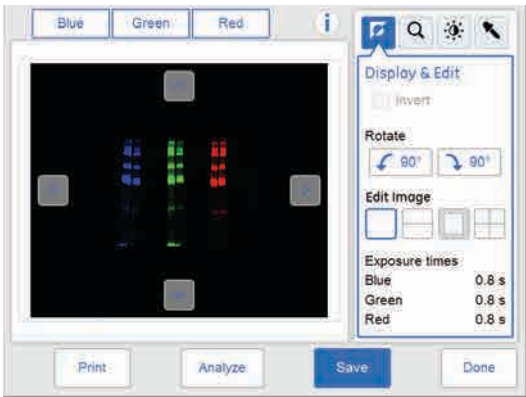 Blue Green Red i
Display & Edit
Invert
Rotate
90° 90°
Edit Image
Exposure times
Blue 0.8 s
Green 0.8 s
Red 0.8 s
Print Analyze Save Done